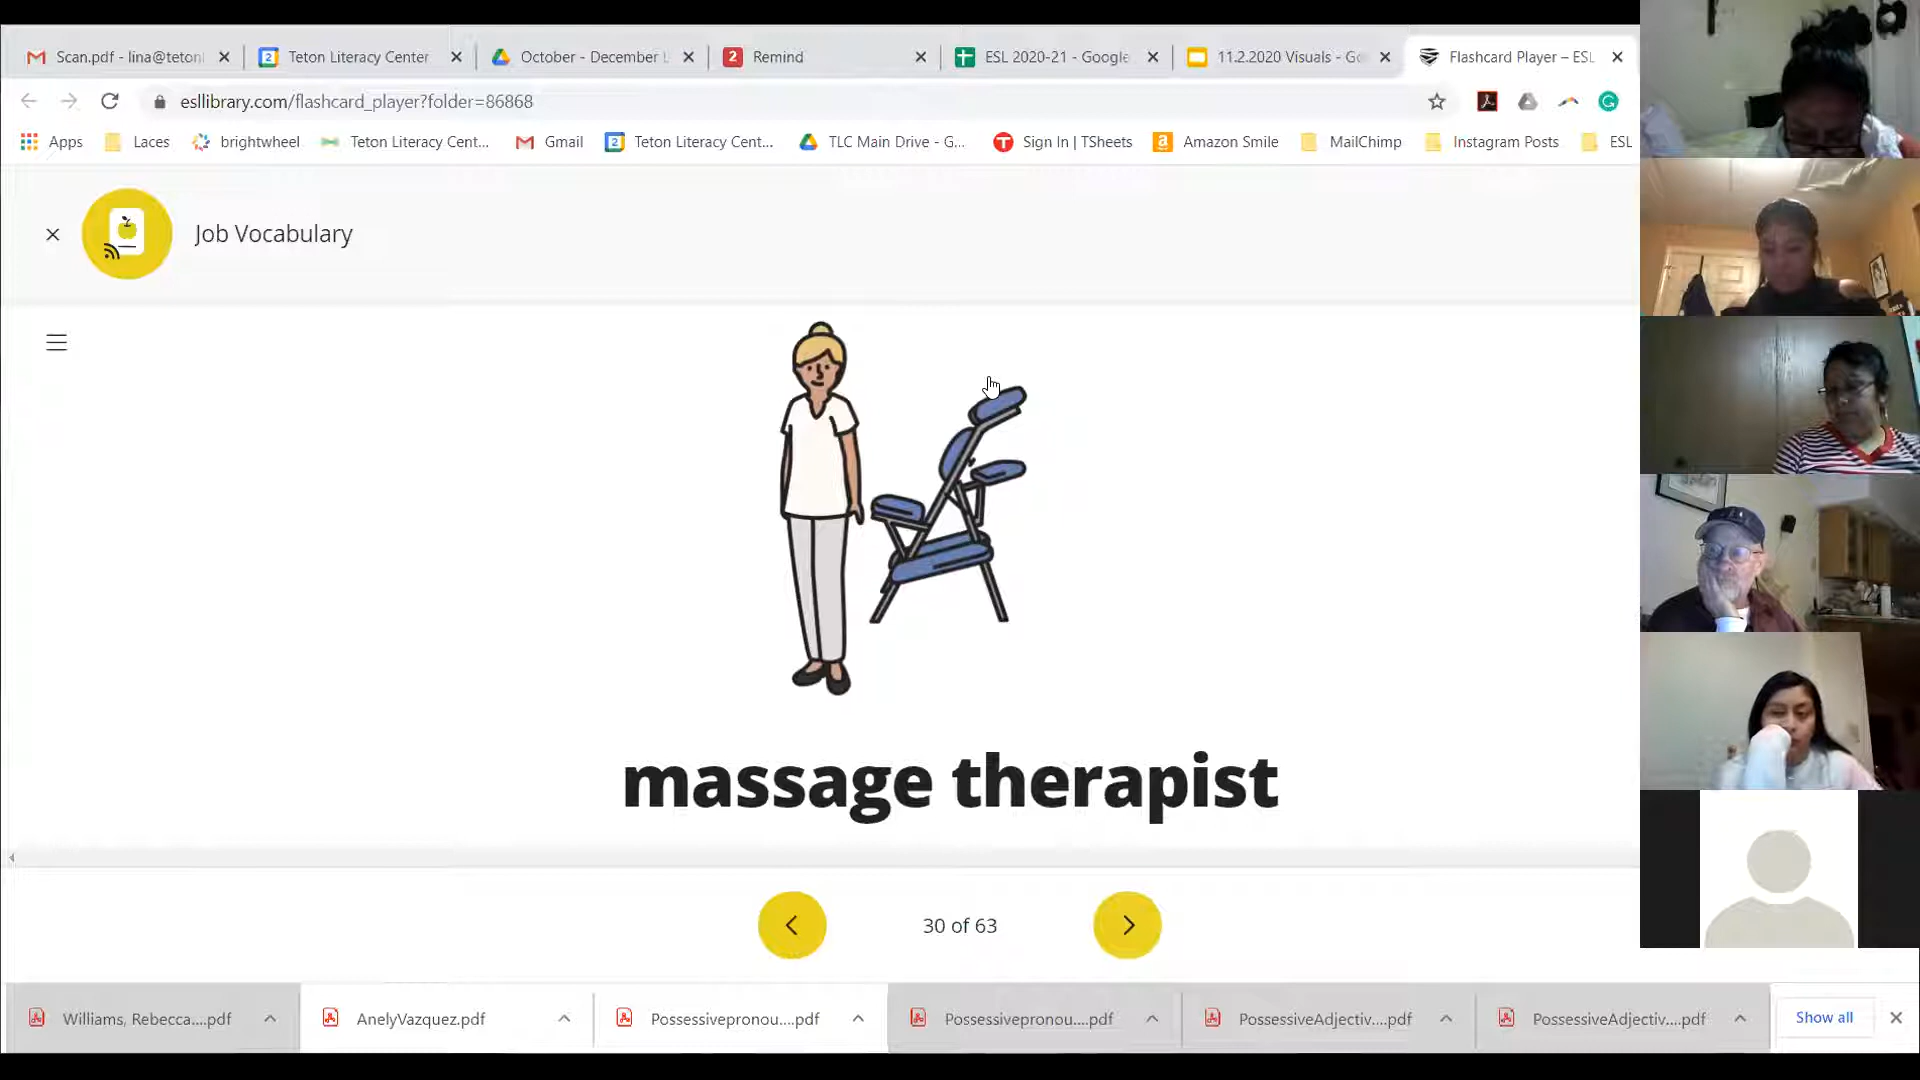 Scan.pdf - lina@teton
Teton Literacy Center
October - December L
2 Remind
ESL 2020-21 - Google
11.2.2020 Visuals - Go
Flashcard Player – ESL
esllibrary.com/flashcard_player?folder=86868
Apps
Laces
brightwheel
Teton Literacy Cent...
Gmail
2 Teton Literacy Cent...
TLC Main Drive - G...
Sign In | TSheets
Amazon Smile
MailChimp
Instagram Posts
ESL
Job Vocabulary
massage therapist
30 of 63
Williams, Rebecca....pdf
AnelyVazquez.pdf
Possessivepronou....pdf
Possessivepronou....pdf
PossessiveAdjectiv....pdf
PossessiveAdjectiv....pdf
Show all